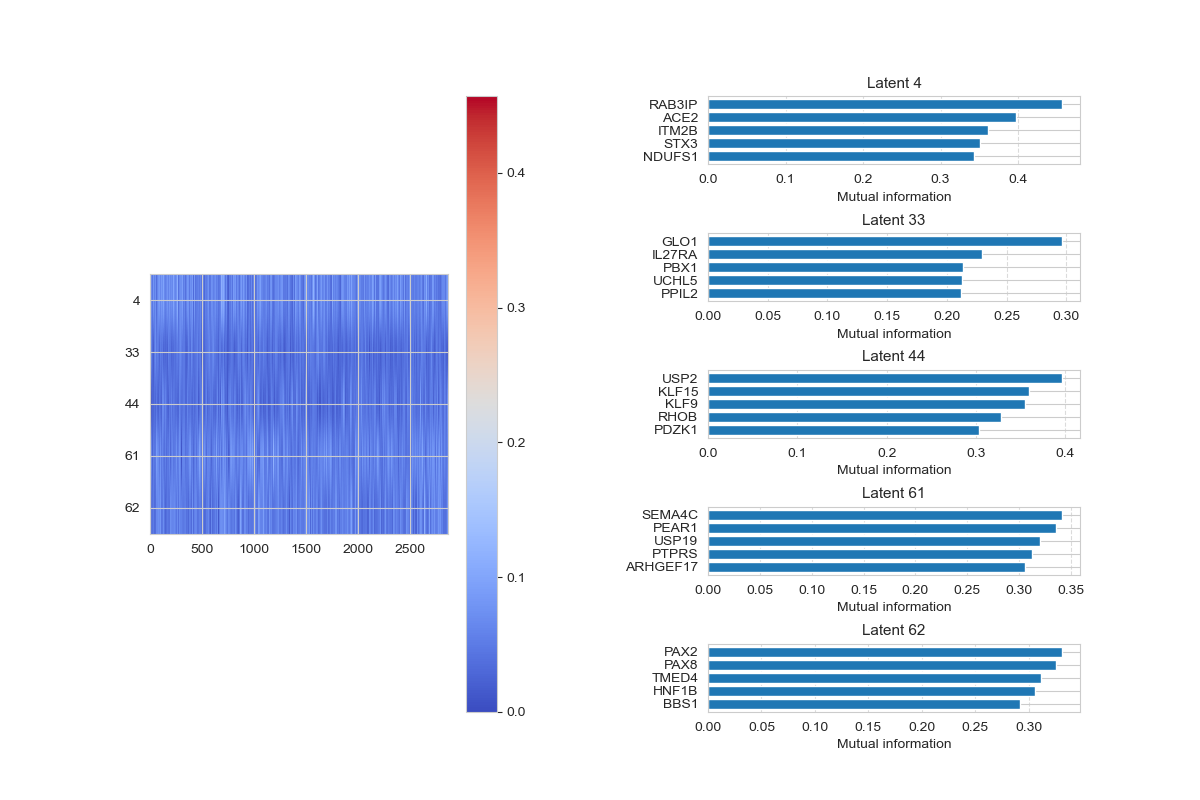 4
33
44
61
62
0 500 1000 1500 2000 2500
0.4
0.3
0.2
0.1
0.0
Latent 4
RAB3IP
ACE2
ITM2B
STX3
NDUFS1
0.0 0.1 0.2 0.3 0.4
Mutual information
Latent 33
GLO1
IL27RA
PBX1
UCHL5
PPIL2
0.00 0.05 0.10 0.15 0.20 0.25 0.30
Mutual information
Latent 44
USP2
KLF15
KLF9
RHOB
PDZK1
0.0 0.1 0.2 0.3 0.4
Mutual information
Latent 61
SEMA4C
PEAR1
USP19
PTPRS
ARHGEF17
0.00 0.05 0.10 0.15 0.20 0.25 0.30 0.35
Mutual information
Latent 62
PAX2
PAX8
TMED4
HNF1B
BBS1
0.00 0.05 0.10 0.15 0.20 0.25 0.30
Mutual information